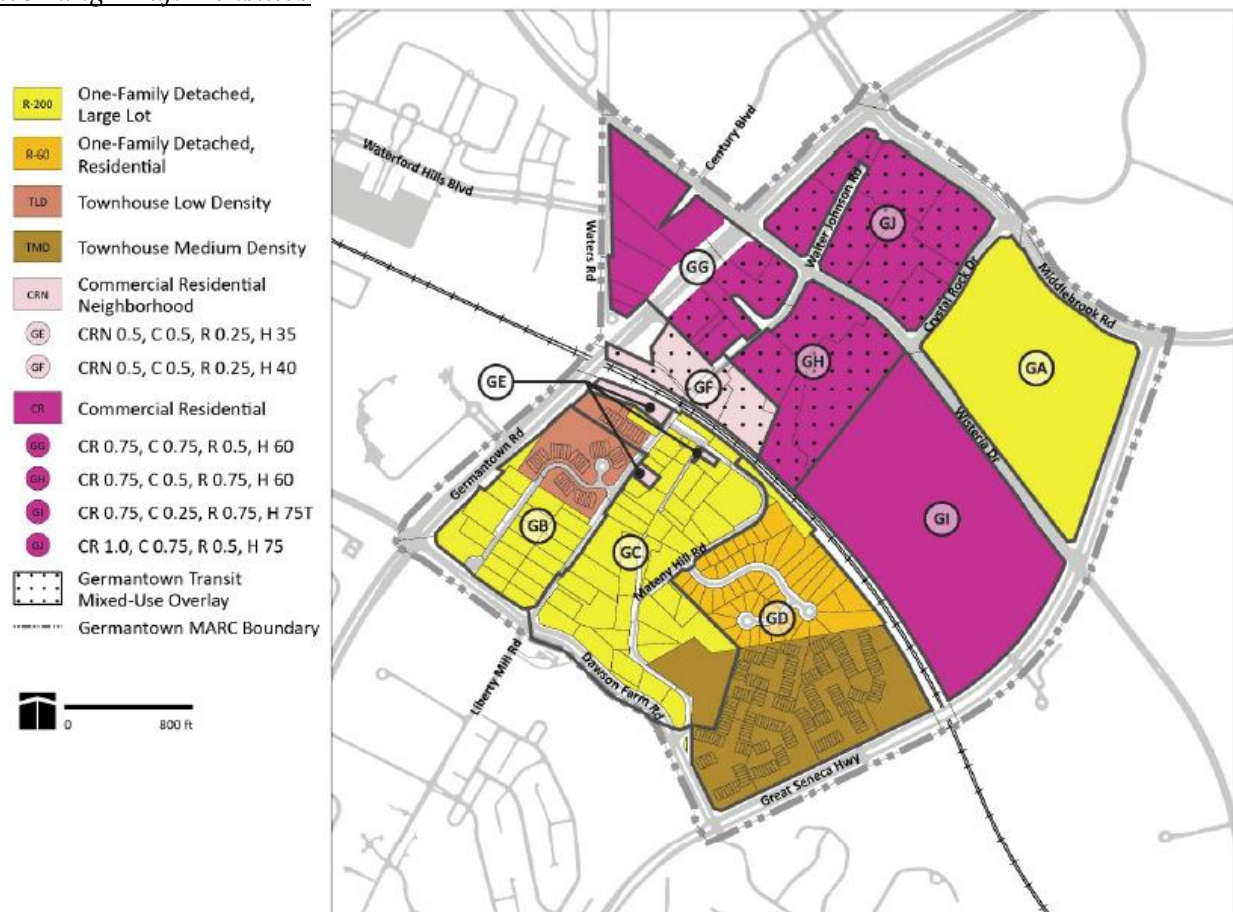 R-200
One-Family Detached,
Large Lot
R-60
One-Family Detached,
Residential
TLD
Townhouse Low Density
TMD
Townhouse Medium Density
CRN
Commercial Residential
Neighborhood
GE
CRN 0.5, C 0.5, R 0.25, H 35
GF
CRN 0.5, C 0.5, R 0.25, H 40
CR
Commercial Residential
GG
CR 0.75, C 0.75, R 0.5, H 60
GH
CR 0.75, C 0.5, R 0.75, H 60
GI
CR 0.75, C 0.25, R 0.75, H 75T
GJ
CR 1.0, C 0.75, R 0.5, H 75
Germantown Transit
Mixed-Use Overlay
Germantown MARC Boundary
0
800 ft
Waterford Hills Blvd
Century Blvd
Waters Rd
Walter Johnson Rd
GJ
GG
Crystal Rock Dr
Middlebrook Rd
GE
GF
GH
GA
Wisteria Dr
Germantown Rd
GB
GC
Mateny Hill Rd
GI
GD
Liberty Mill Rd
Dawson Farm Rd
Great Seneca Hwy